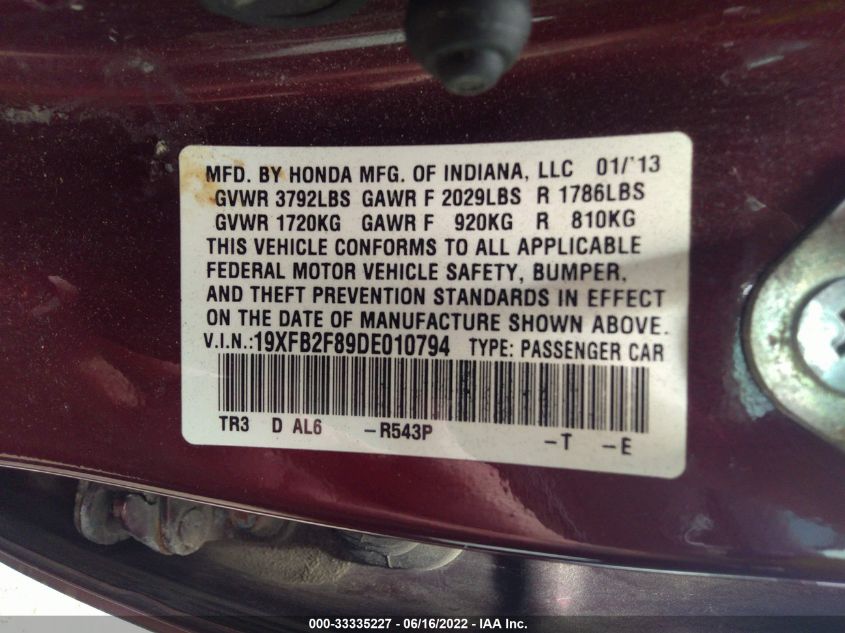 MFD. BY HONDA MFG. OF INDIANA, LLC 01/'13
GVWR 3792LBS GAWR F 2029LBS R 1786LBS
GVWR 1720KG GAWR F 920KG R 810KG
THIS VEHICLE CONFORMS TO ALL APPLICABLE
FEDERAL MOTOR VEHICLE SAFETY, BUMPER,
AND THEFT PREVENTION STANDARDS IN EFFECT
ON THE DATE OF MANUFACTURE SHOWN ABOVE.
V.I.N.:19XFB2F89DE010794 TYPE: PASSENGER CAR
TR3 D AL6 -R543P -T -E
000-33335227 - 06/16/2022 - IAA Inc.